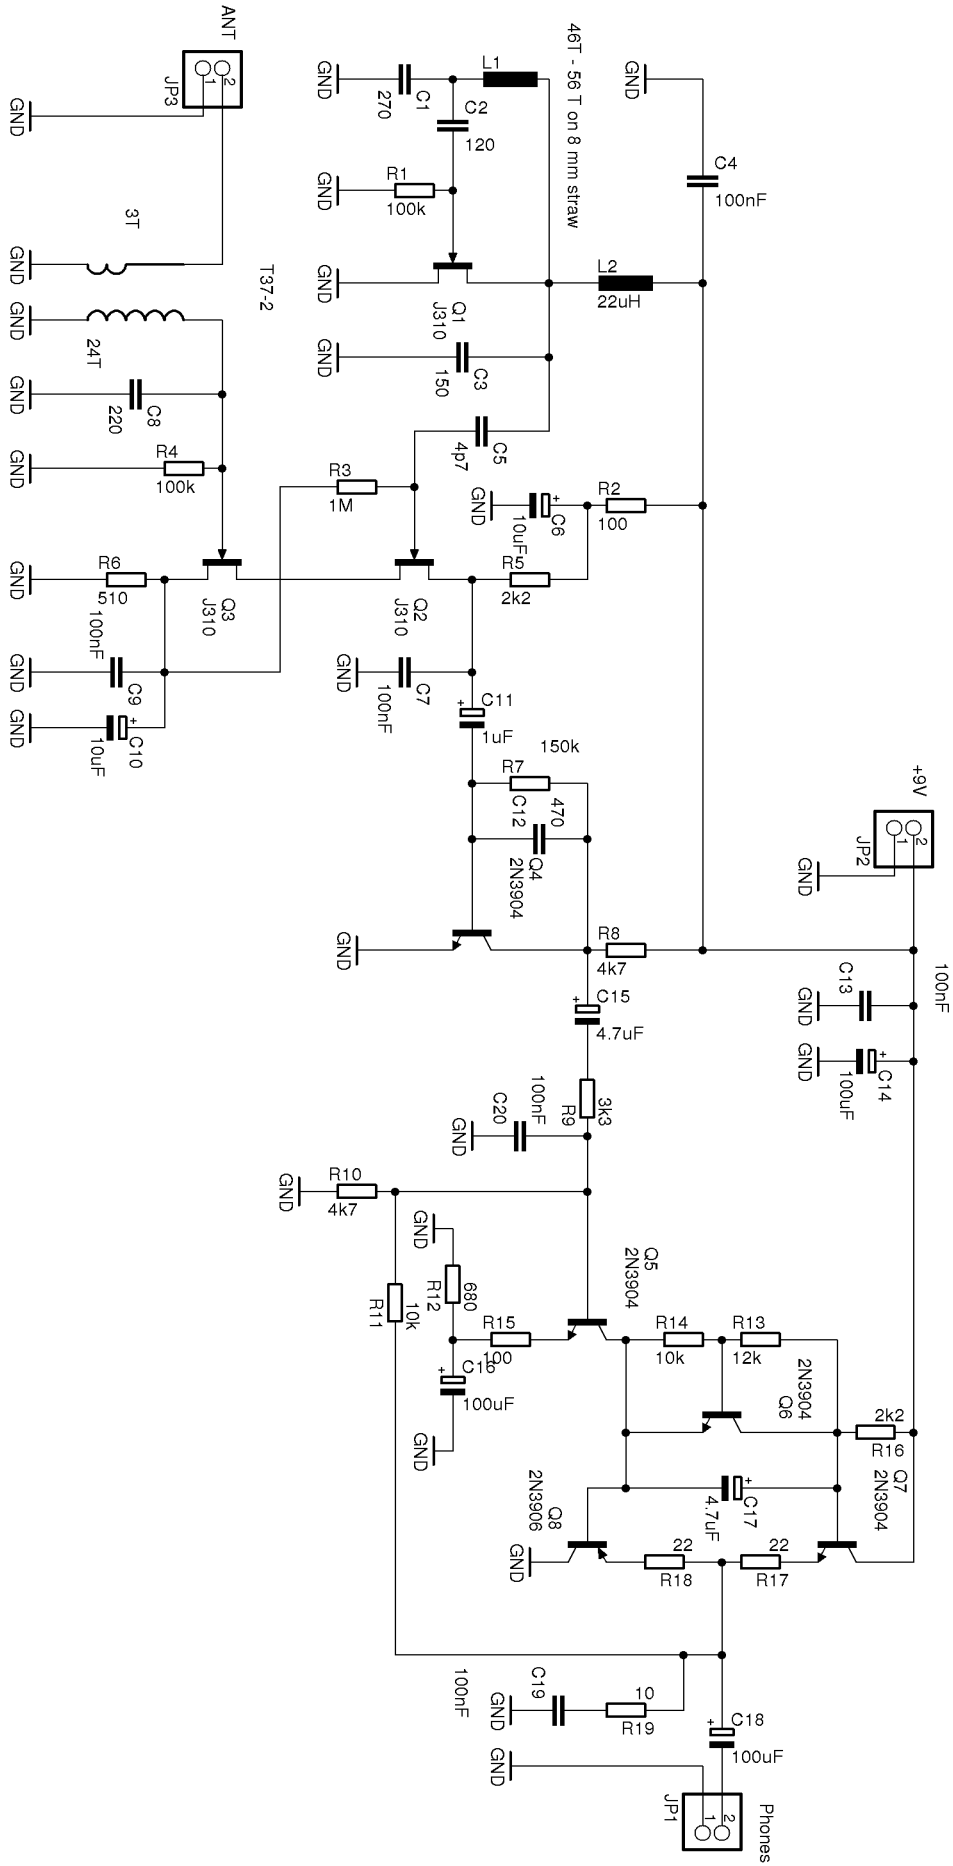 ANT
JP3
1
2
GND
3T
GND
T37-2
GND
24T
GND
C8
220
GND
R4
100k
Q3
J310
R6
510
GND
100nF
C9
GND
C10
10uF
GND
46T - 56 T on 8 mm straw
L1
GND
C1
270
C2
120
R1
100k
GND
Q1
J310
GND
L2
22uH
C4
100nF
GND
C3
150
GND
C5
4p7
R3
1M
Q2
J310
R2
100
C6
10uF
GND
R5
2k2
C7
100nF
GND
C11
1uF
150k
R7
C12
470
Q4
2N3904
GND
R8
4k7
C15
4.7uF
3k3
R9
100nF
C20
GND
+9V
JP2
1
2
GND
100nF
C13
GND
C14
100uF
GND
R10
4k7
GND
10k
R11
GND
680
R12
R15
100
C16
100uF
GND
Q5
2N3904
R14
10k
R13
12k
2N3904
Q6
2k2
R16
Q7
2N3904
C17
4.7uF
Q8
2N3906
GND
22
R18
22
R17
C19
100nF
GND
10
R19
C18
100uF
GND
JP1
1
2
Phones